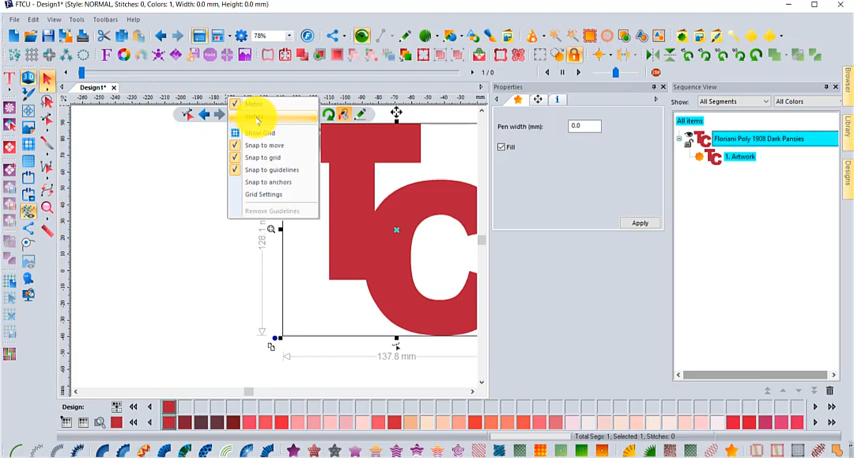 FTCU - Design1* (Style: NORMAL, Stitches: 0, Colors: 1, Width: 0.0 mm, Height: 0.0 mm)
File Edit View Tools Toolbars Help
78%
1 / 0
Design1*
mm
Metric
Show Grid
Snap to move
Snap to grid
Snap to guidelines
Snap to anchors
Grid Settings
Remove Guidelines
TC
128.1 m
137.8 mm
Properties
Pen width (mm): 0.0
Fill
Apply
Sequence View
Show: All Segments All Colors
All items
Floriani Poly 1908 Dark Pansies
1. Artwork
Browser
Library
Designs
Design:
Total Segs: 1, Selected: 1, Stitches: 0